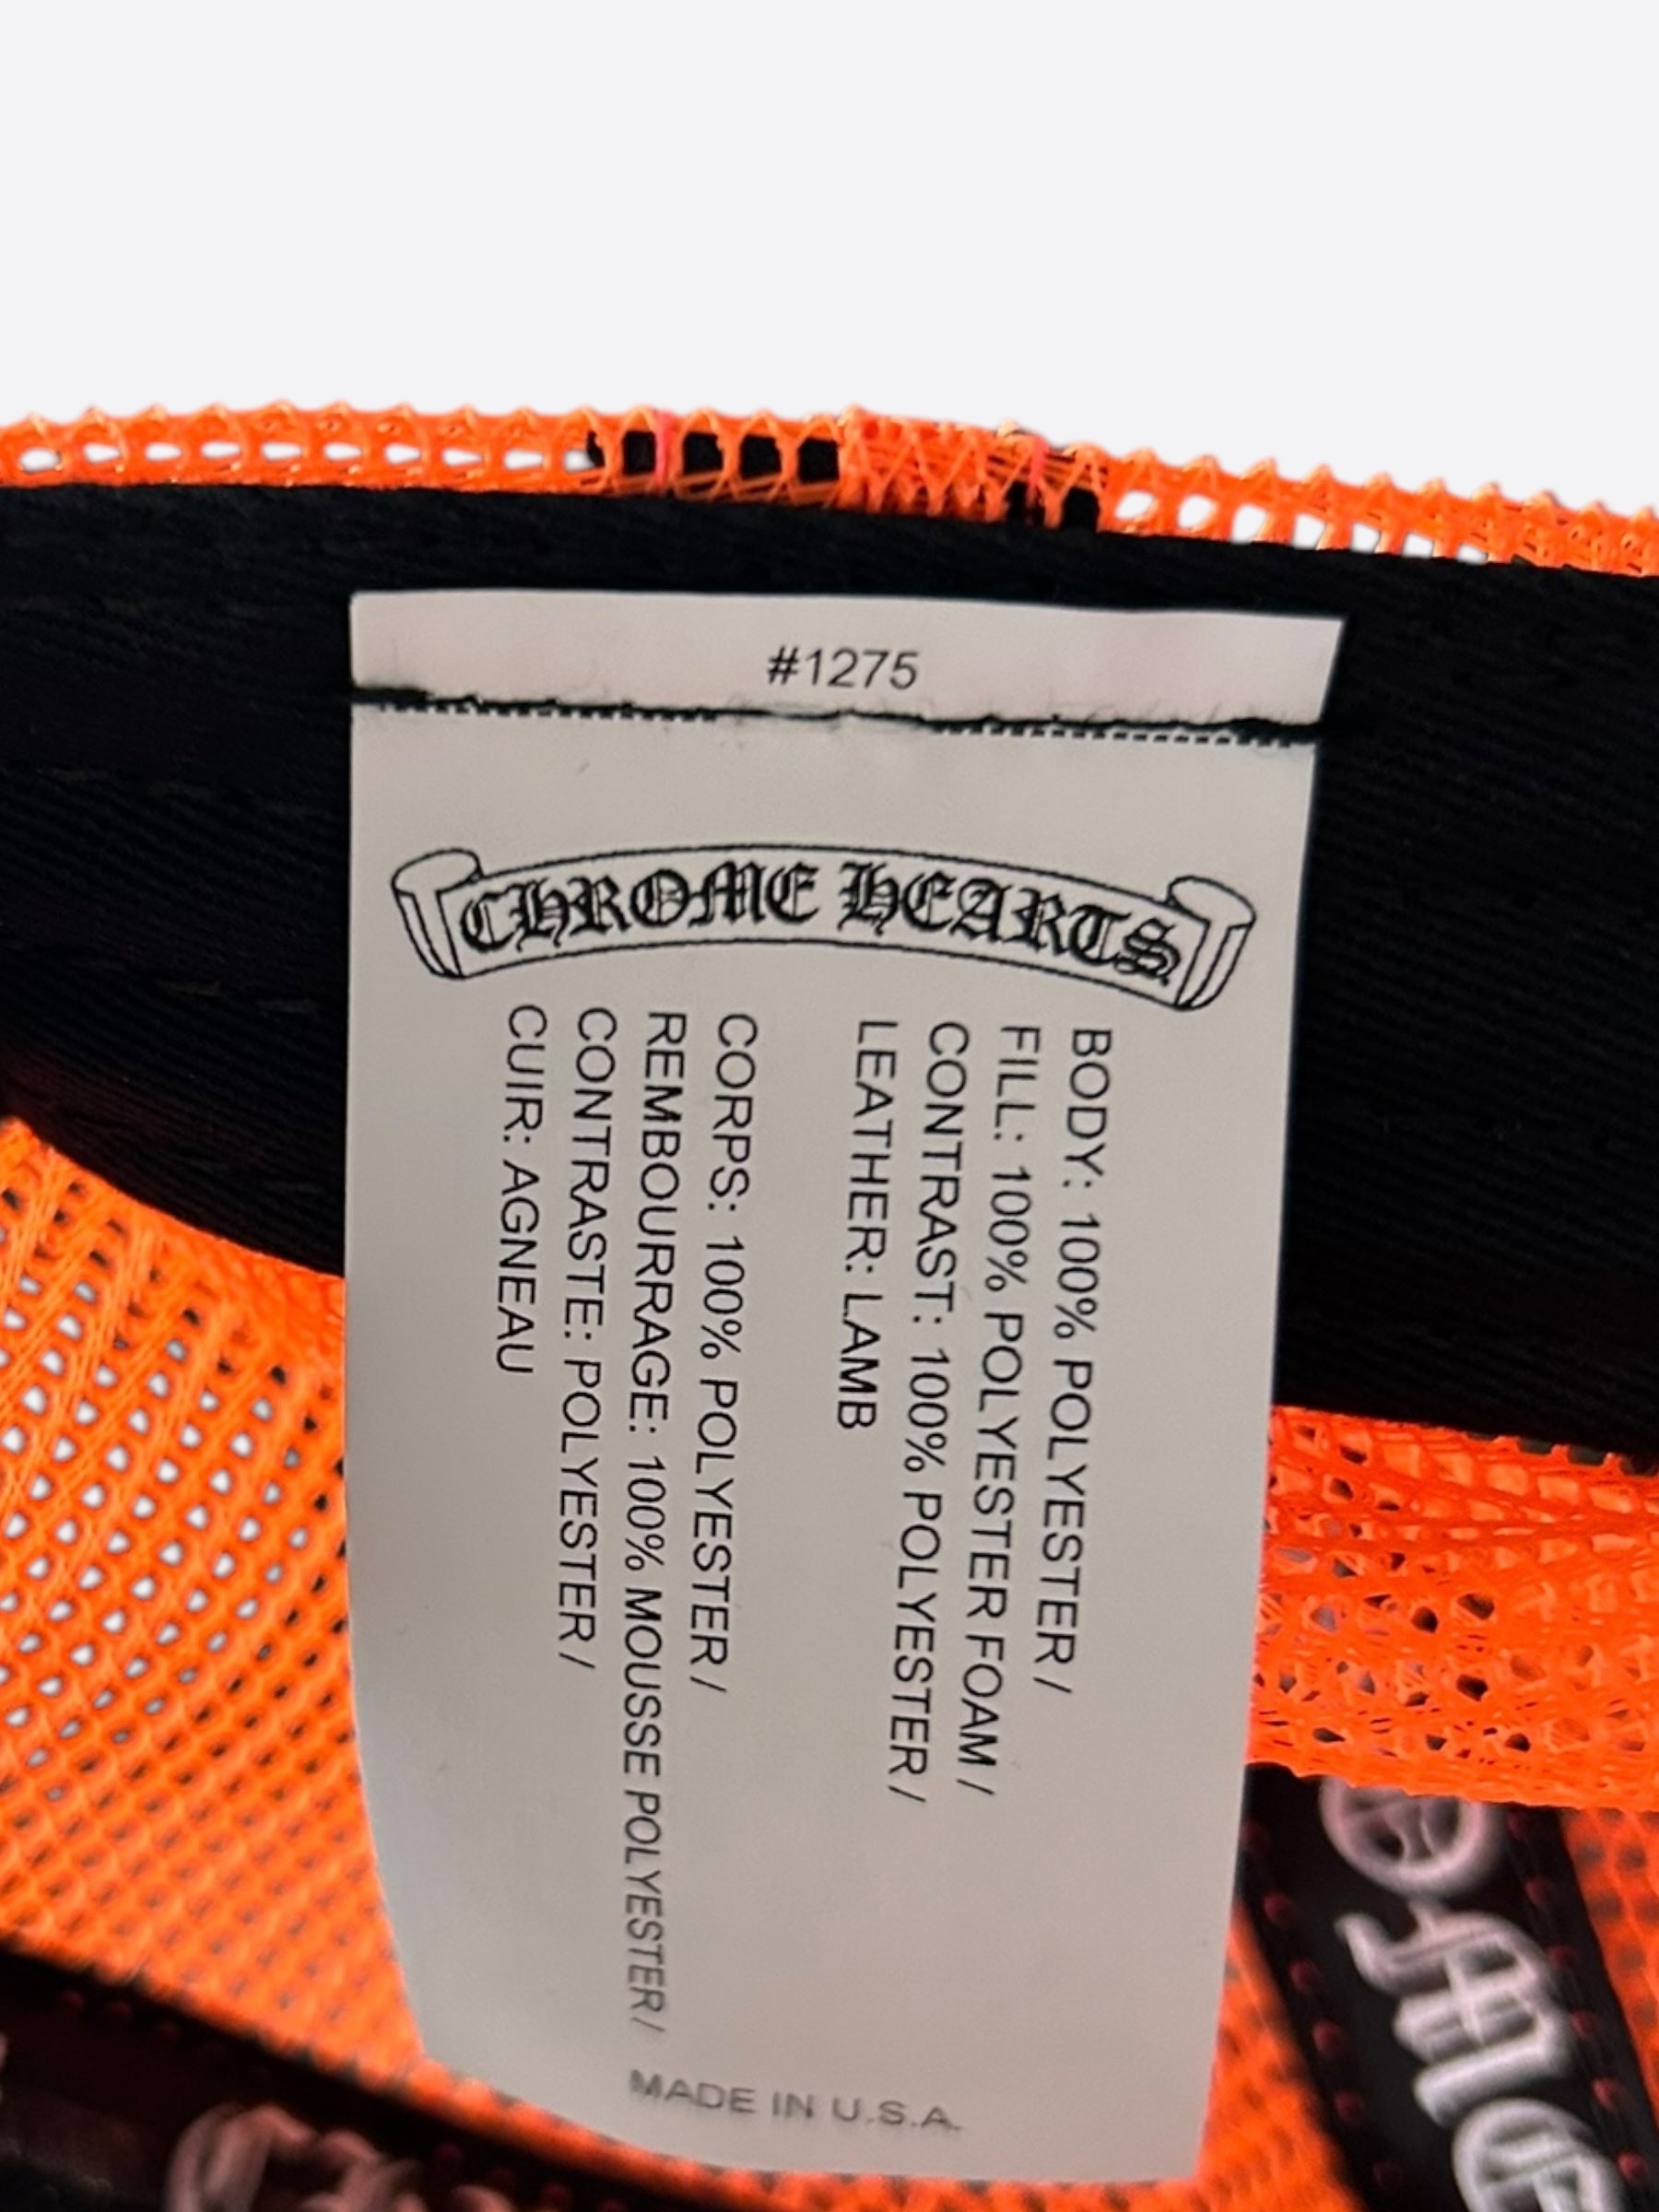 #1275
CHROME HEARTS
BODY: 100% POLYESTER /
FILL: 100% POLYESTER FOAM /
CONTRAST: 100% POLYESTER /
LEATHER: LAMB
CORPS: 100% POLYESTER /
REMBOURRAGE: 100% MOUSSE POLYESTER /
CONTRASTE: POLYESTER /
CUIR: AGNEAU
MADE IN U.S.A.